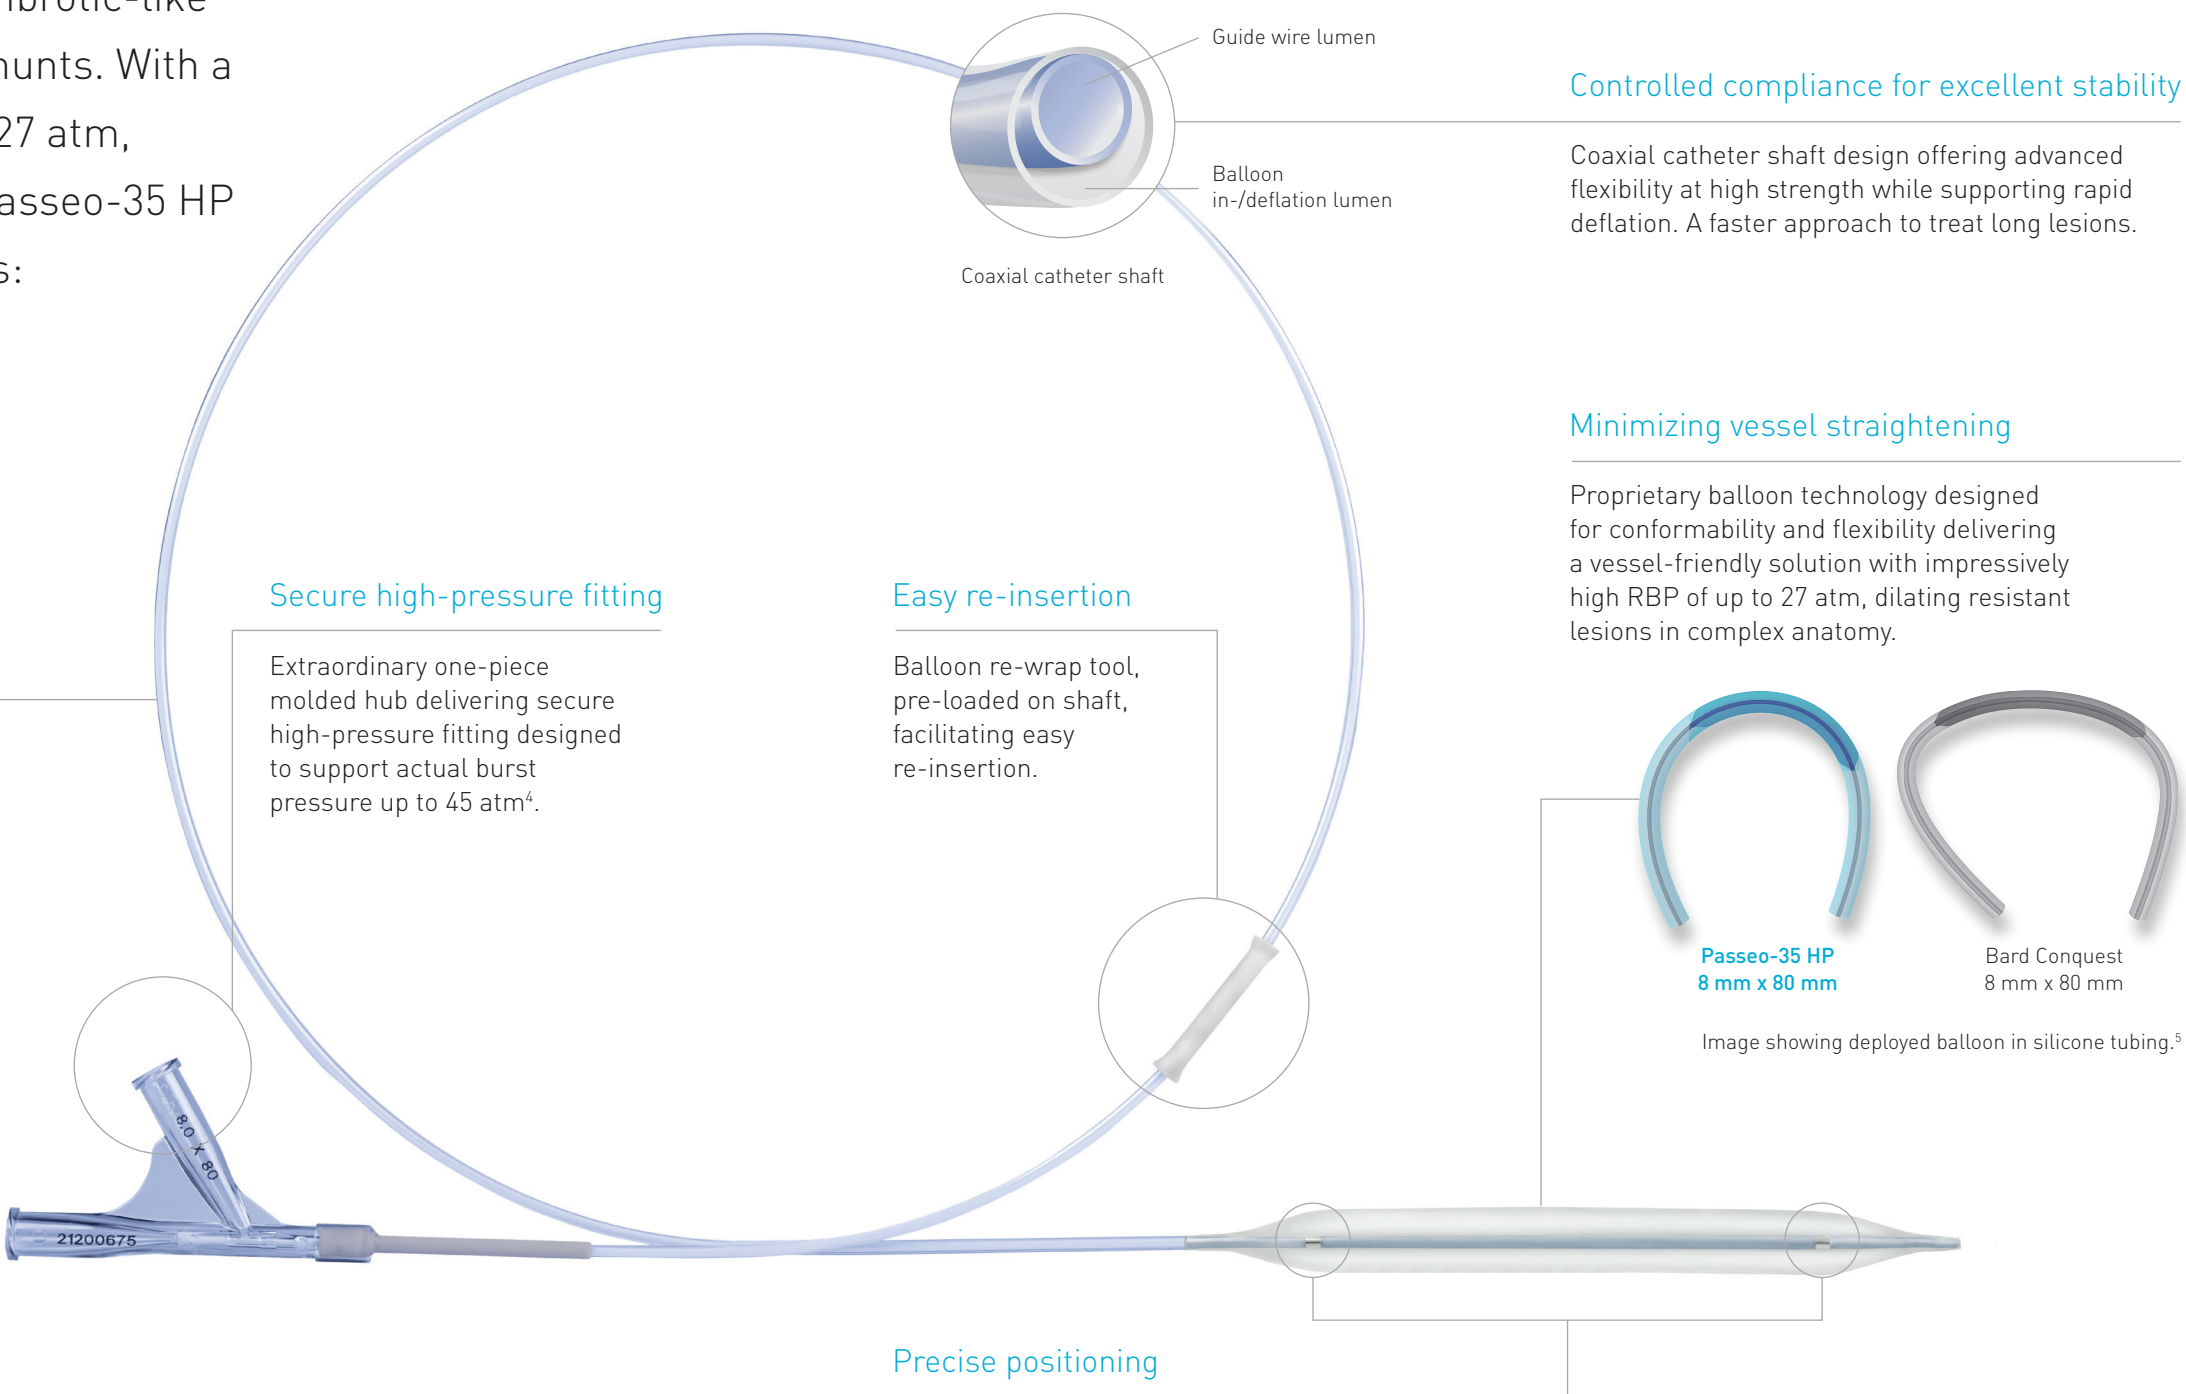 brotic-like
unts. With a
27 atm,
asseo-35 HP
s:
Guide wire lumen
Balloon
in-/deflation lumen
Coaxial catheter shaft
Controlled compliance for excellent stability
Coaxial catheter shaft design offering advanced
flexibility at high strength while supporting rapid
deflation. A faster approach to treat long lesions.
Minimizing vessel straightening
Proprietary balloon technology designed
for conformability and flexibility delivering
a vessel-friendly solution with impressively
high RBP of up to 27 atm, dilating resistant
lesions in complex anatomy.
Secure high-pressure fitting
Extraordinary one-piece
molded hub delivering secure
high-pressure fitting designed
to support actual burst
pressure up to 45 atm⁴.
Easy re-insertion
Balloon re-wrap tool,
pre-loaded on shaft,
facilitating easy
re-insertion.
Passeo-35 HP
8 mm x 80 mm
Bard Conquest
8 mm x 80 mm
Image showing deployed balloon in silicone tubing.⁵
8.0 X 80
21200675
Precise positioning